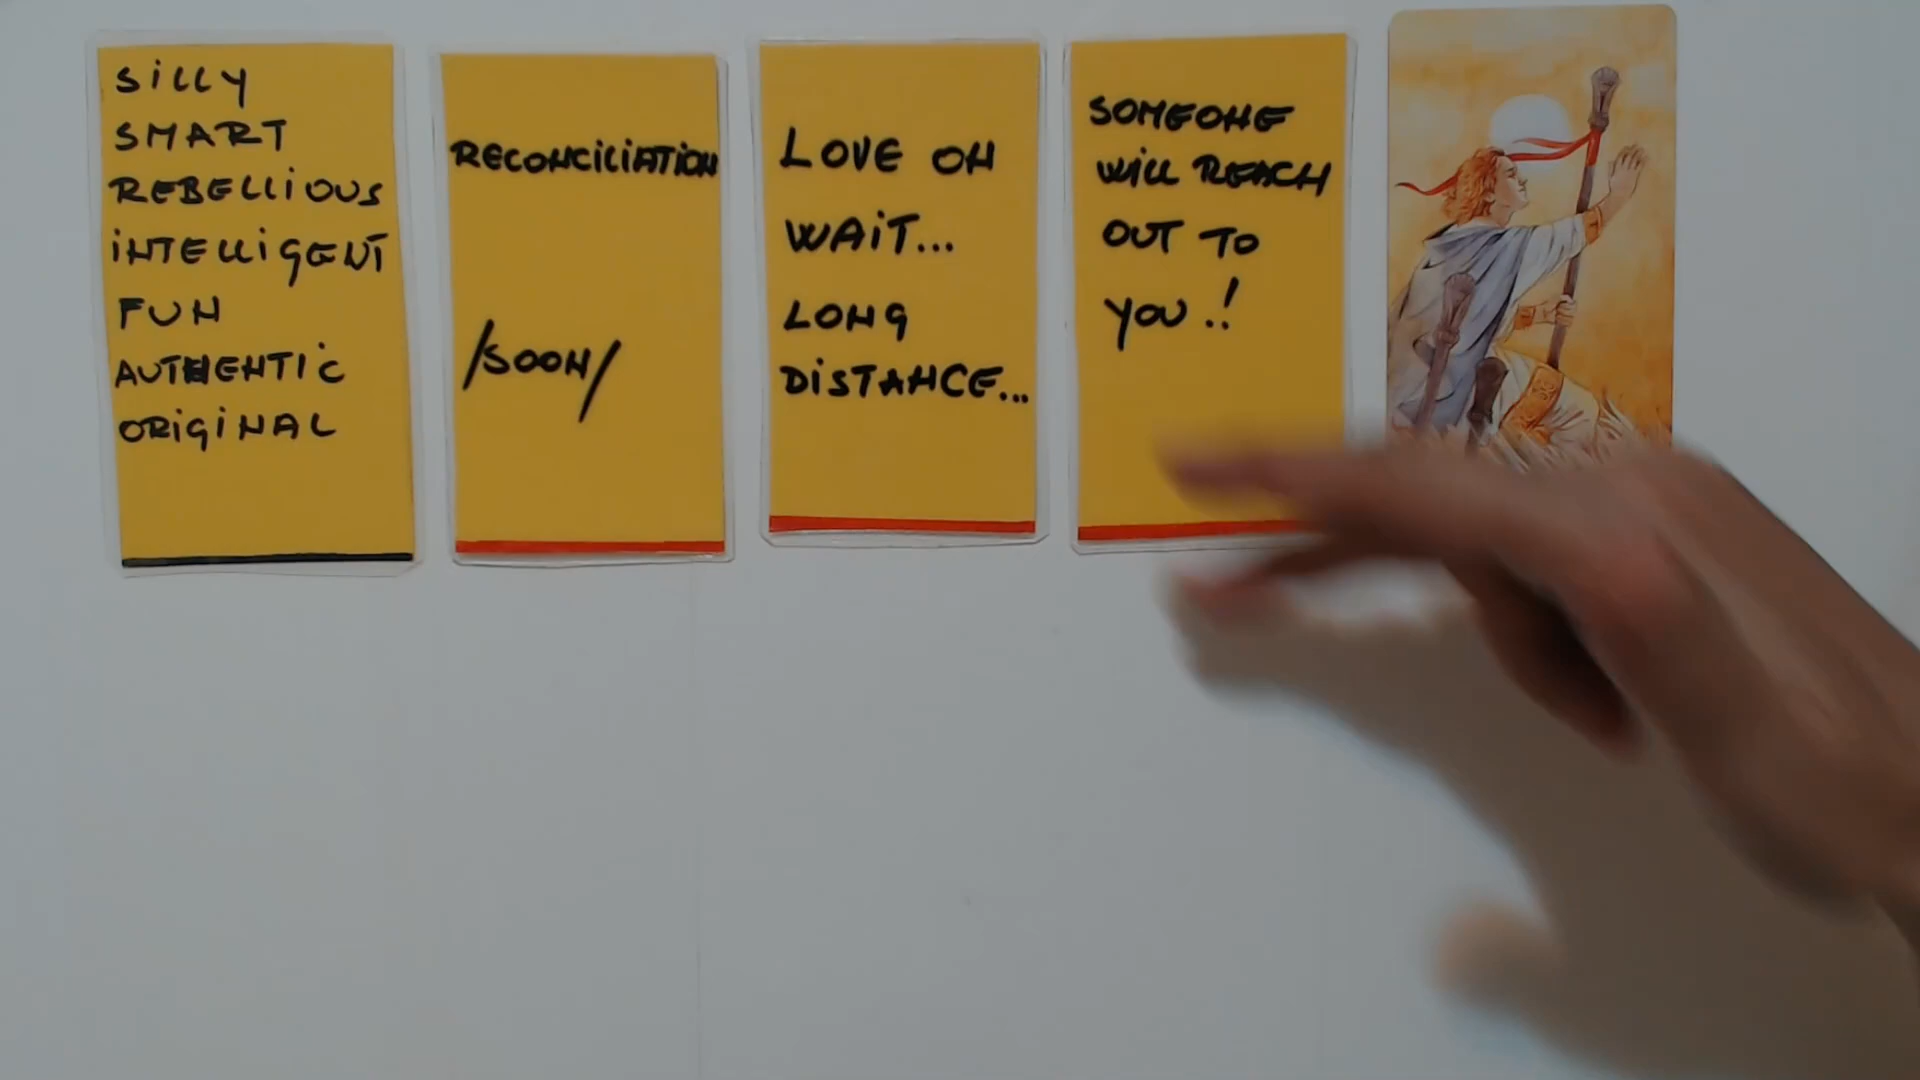 SiLLY
SMART
REBELLiOUS
iNTELLigENT
FUN
AUTHENTiC
ORigiNAL
RECONCiLiATiON
/SOON/
LOVE ON
WAiT...
LONg
DiSTANCE...
SOMEONE
WiLL REACH
OUT TO
YOU!!